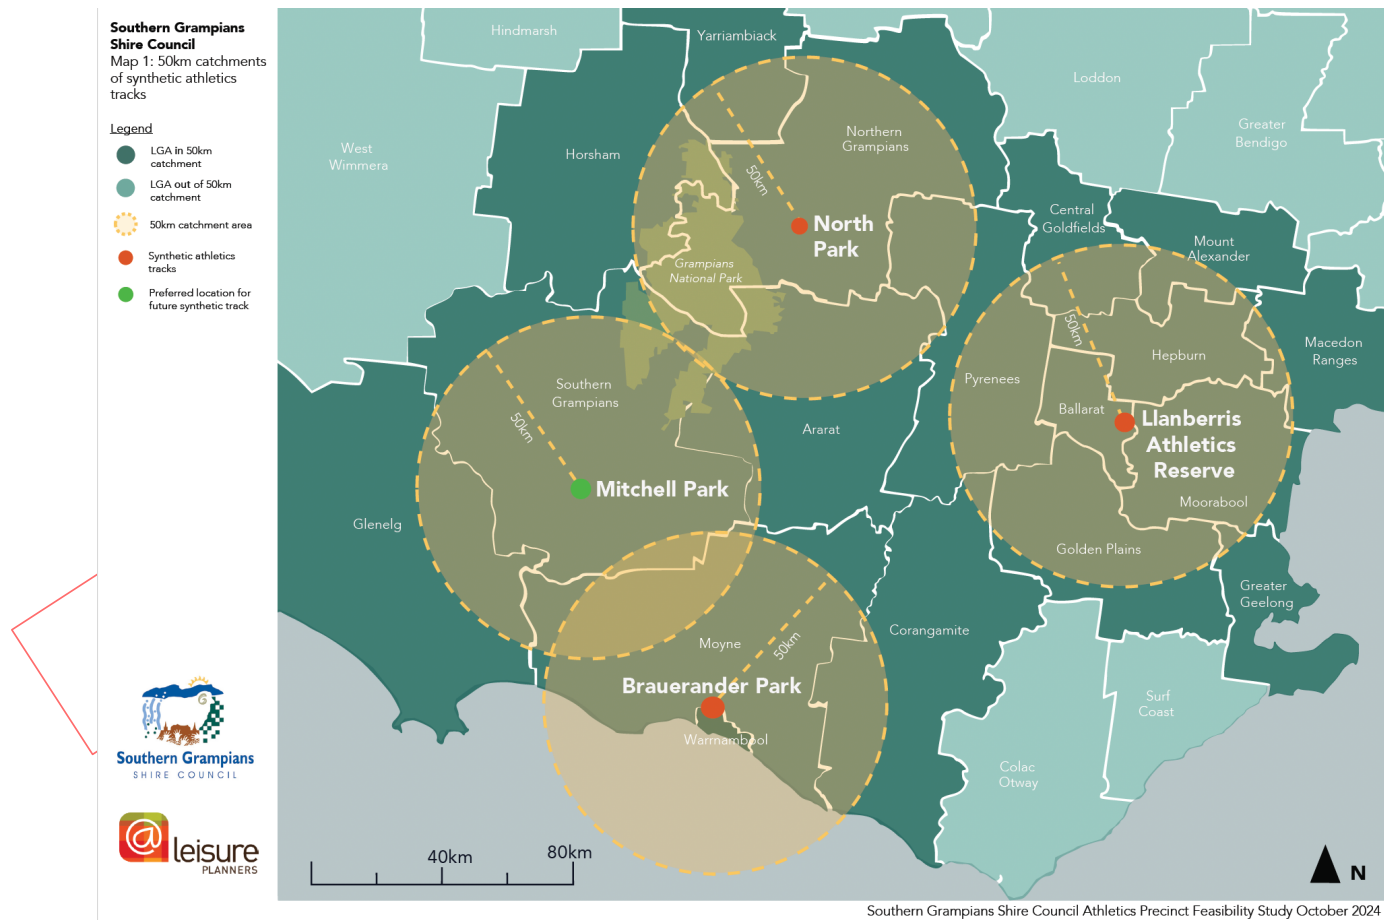 Southern Grampians
Shire Council
Map 1: 50km catchments
of synthetic athletics
tracks
Legend
LGA in 50km
catchment
LGA out of 50km
catchment
50km catchment area
Synthetic athletics
tracks
Preferred location for
future synthetic track
Hindmarsh
Yarriambiack
Loddon
Greater
Bendigo
West
Wimmera
Horsham
Northern
Grampians
50km
North
Park
Central
Goldfields
Mount
Alexander
Grampians
National Park
50km
Macedon
Ranges
Hepburn
Pyrenees
Southern
Grampians
Ballarat
Llanberris
Athletics
Reserve
50km
Ararat
Mitchell Park
Moorabool
Glenelg
Golden Plains
Greater
Geelong
Corangamite
Moyne
50km
Brauerander Park
Warrnambool
Surf
Coast
Colac
Otway
Southern Grampians
SHIRE COUNCIL
@leisure
PLANNERS
40km
80km
N
Southern Grampians Shire Council Athletics Precinct Feasibility Study October 2024